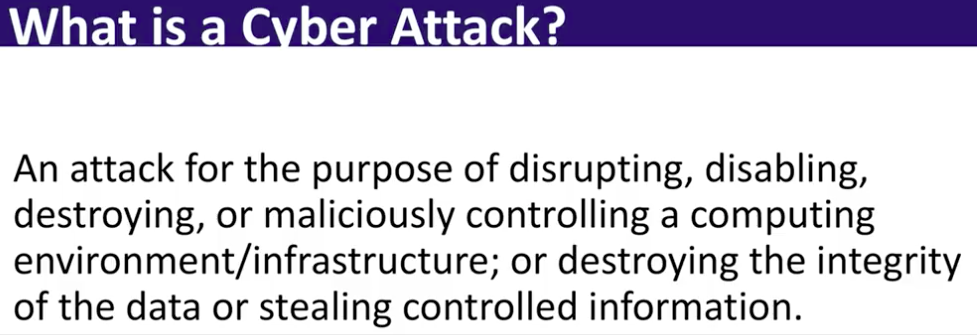 What is a Cyber Attack?
An attack for the purpose of disrupting, disabling,
destroying, or maliciously controlling a computing
environment/infrastructure; or destroying the integrity
of the data or stealing controlled information.